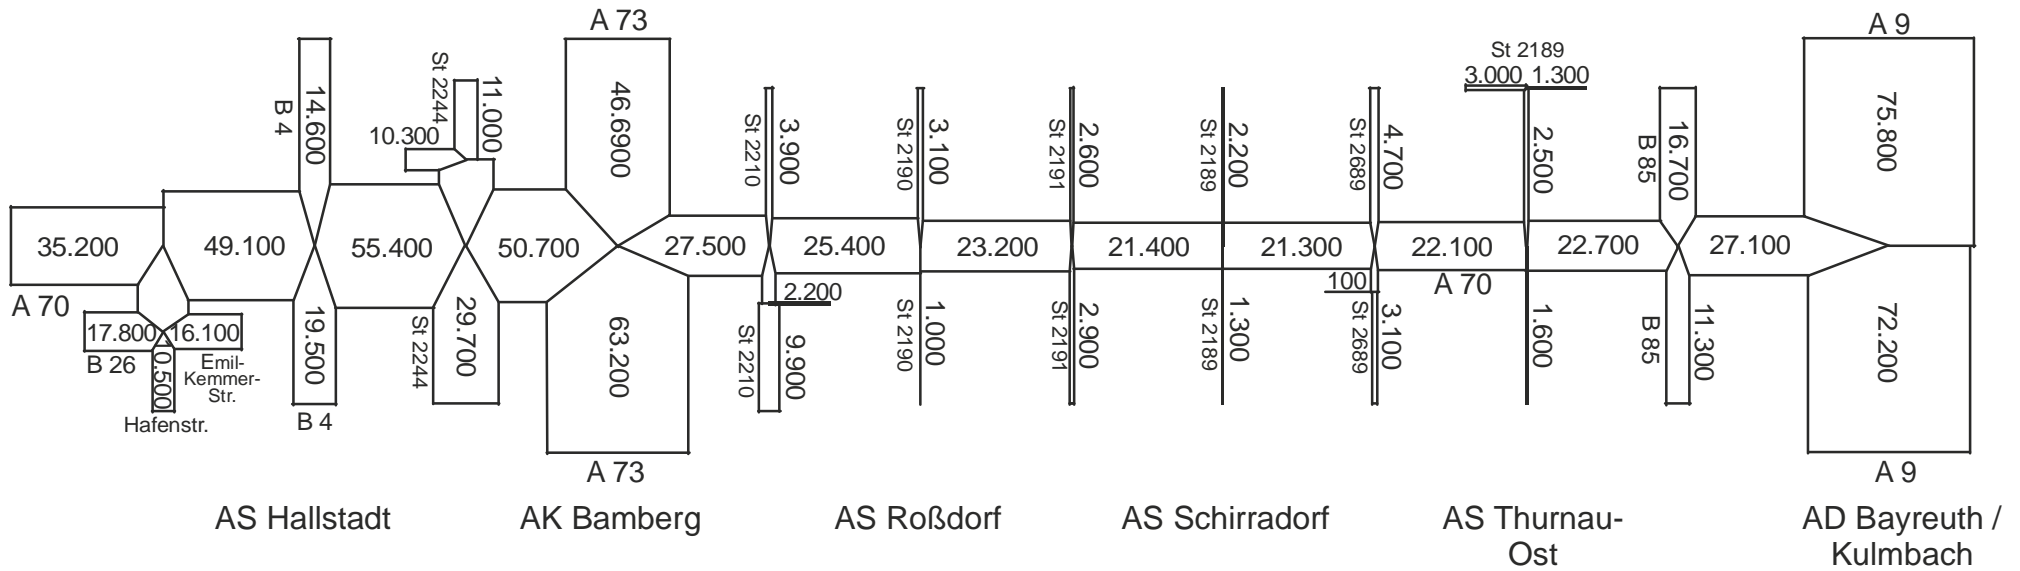 A 73
A 9
St 2189
3.000 1.300
B 4
14.600
St 2244
11.000
10.300
46.6900
St 2210
3.900
St 2190
3.100
St 2191
2.600
St 2189
2.200
St 2689
4.700
2.500
16.700
B 85
75.800
35.200
49.100
55.400
50.700
27.500
25.400
23.200
21.400
21.300
22.100
22.700
27.100
A 70
100
A 70
2.200
17.800
16.100
B 26
0.500
Emil-
Kemmer-
Str.
Hafenstr.
19.500
B 4
St 2244
29.700
63.200
A 73
St 2210
9.900
St 2190
1.000
St 2191
2.900
St 2189
1.300
St 2689
3.100
1.600
B 85
11.300
72.200
A 9
AS Hallstadt
AK Bamberg
AS Roßdorf
AS Schirradorf
AS Thurnau-
Ost
AD Bayreuth /
Kulmbach